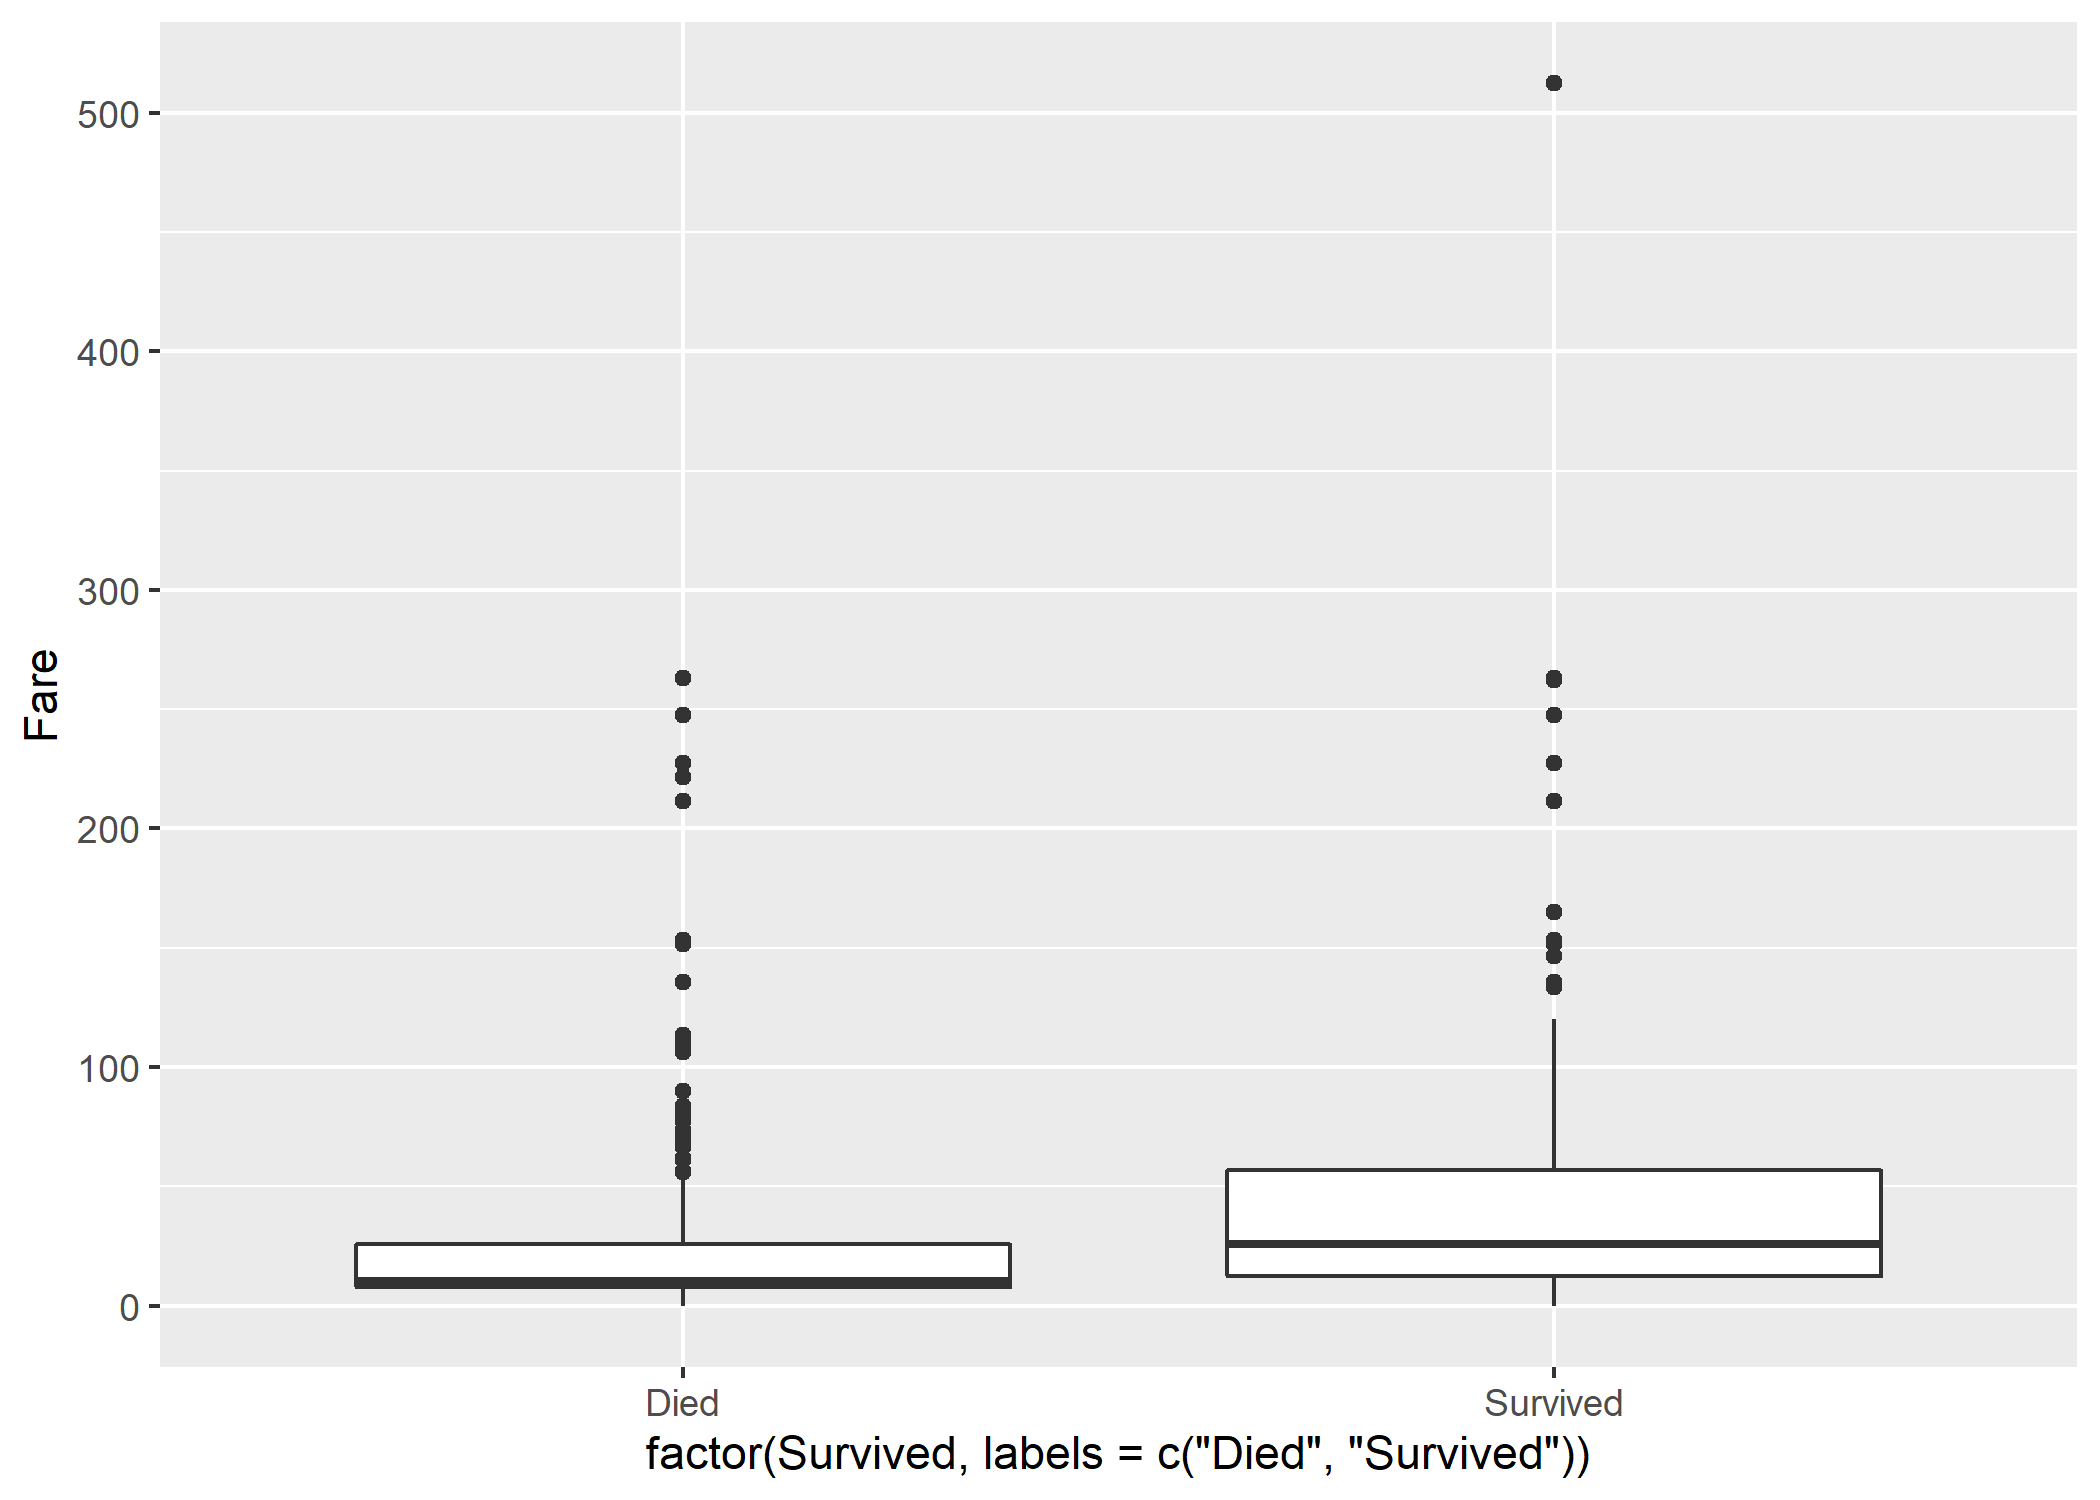 500
400
300
200
100
0
Fare
Died
Survived
factor(Survived, labels = c("Died", "Survived"))